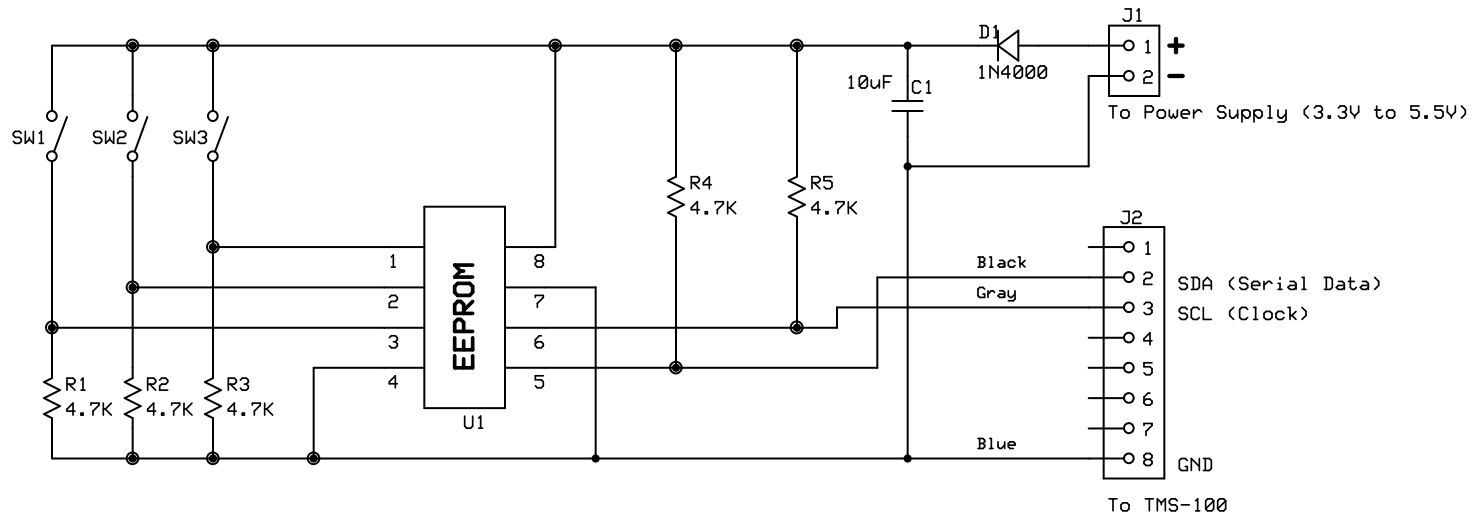 J1
D1
1
+
1N4000
2
-
10uF
C1
To Power Supply (3.3V to 5.5V)
SW1
SW2
SW3
R4
4.7K
R5
4.7K
J2
1
8
Black
1
2
SDA (Serial Data)
2
7
Gray
3
SCL (Clock)
EEPROM
3
6
4
4
5
5
R1
4.7K
R2
4.7K
R3
4.7K
6
U1
7
Blue
8
GND
To TMS-100